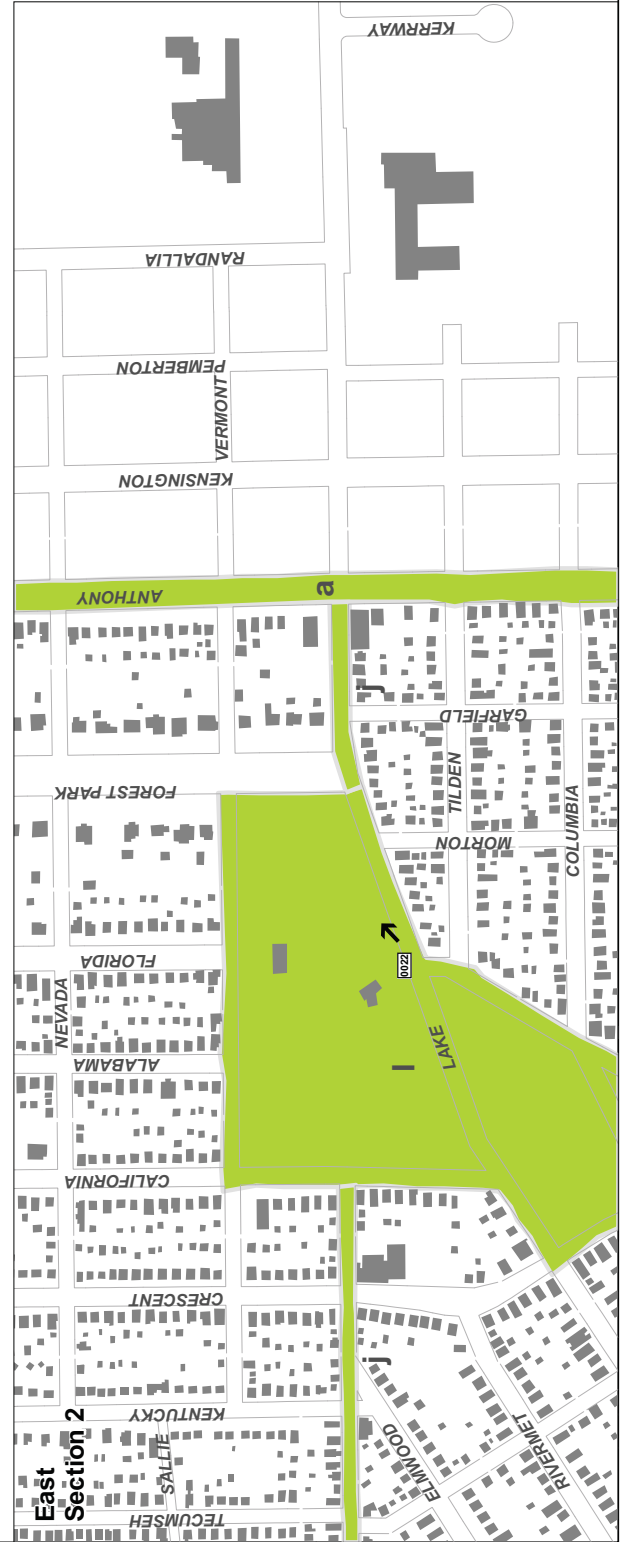 East
Section 2
KERRWAY
RANDALLIA
PEMBERTON
VERMONT
KENSINGTON
ANTHONY
a
j
GARFIELD
FOREST PARK
TILDEN
MORTON
COLUMBIA
FLORIDA
NEVADA
0022
LAKE
l
ALABAMA
CALIFORNIA
CRESCENT
j
KENTUCKY
SALLIE
ELMWOOD
RIVERMET
TECUMSEH